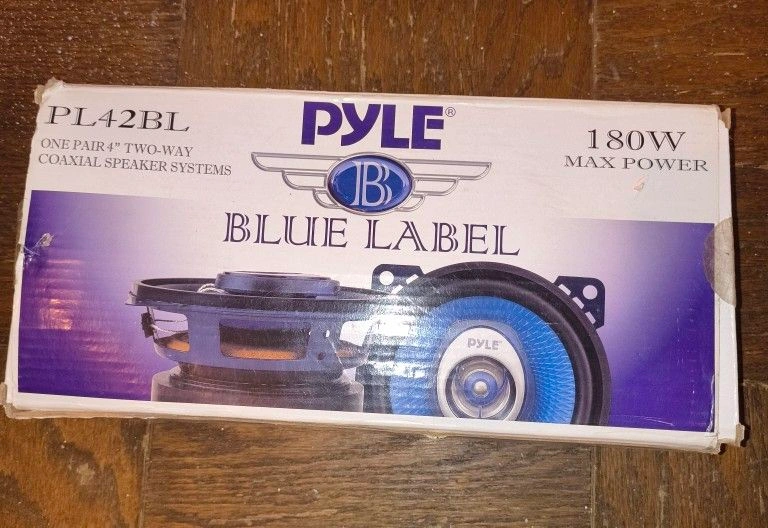 PL42BL
ONE PAIR 4" TWO-WAY
COAXIAL SPEAKER SYSTEMS
PYLE®
B
BLUE LABEL
180W
MAX POWER
PYLE